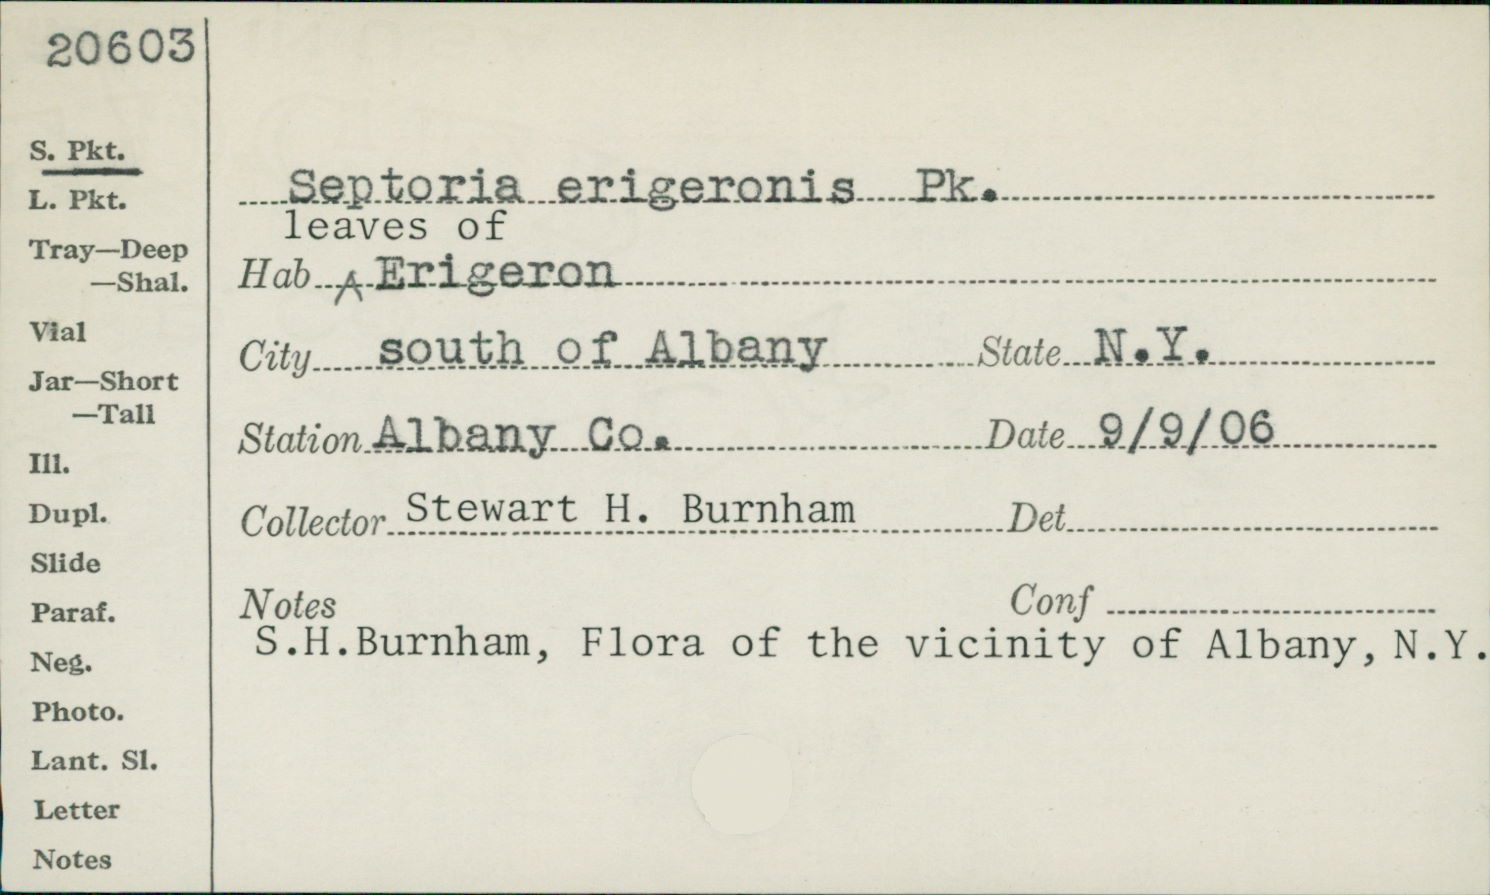 20603
S. Pkt.
L. Pkt.
Tray—Deep
—Shal.
Vial
Jar—Short
—Tall
Ill.
Dupl.
Slide
Paraf.
Neg.
Photo.
Lant. Sl.
Letter
Notes
Septoria erigeronis Pk.
leaves of
Hab Erigeron
City south of Albany State N.Y.
Station Albany Co. Date 9/9/06
Collector Stewart H. Burnham Det
Notes Conf
S.H.Burnham, Flora of the vicinity of Albany, N.Y.